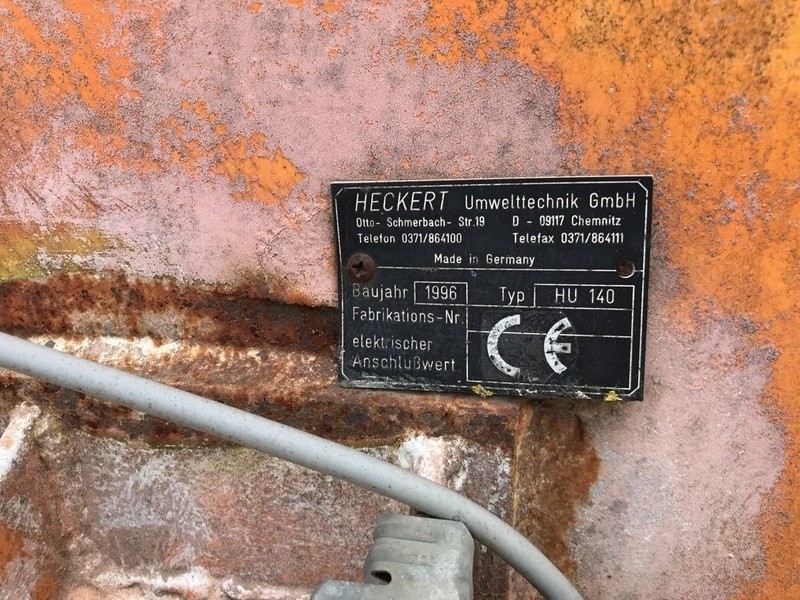 HECKERT Umwelttechnik GmbH
Otto- Schmerbach- Str.19 D - 09117 Chemnitz
Telefon 0371/864100 Telefax 0371/864111
Made in Germany
Baujahr 1996 Typ HU 140
Fabrikations-Nr.
elektrischer
Anschlußwert
CE